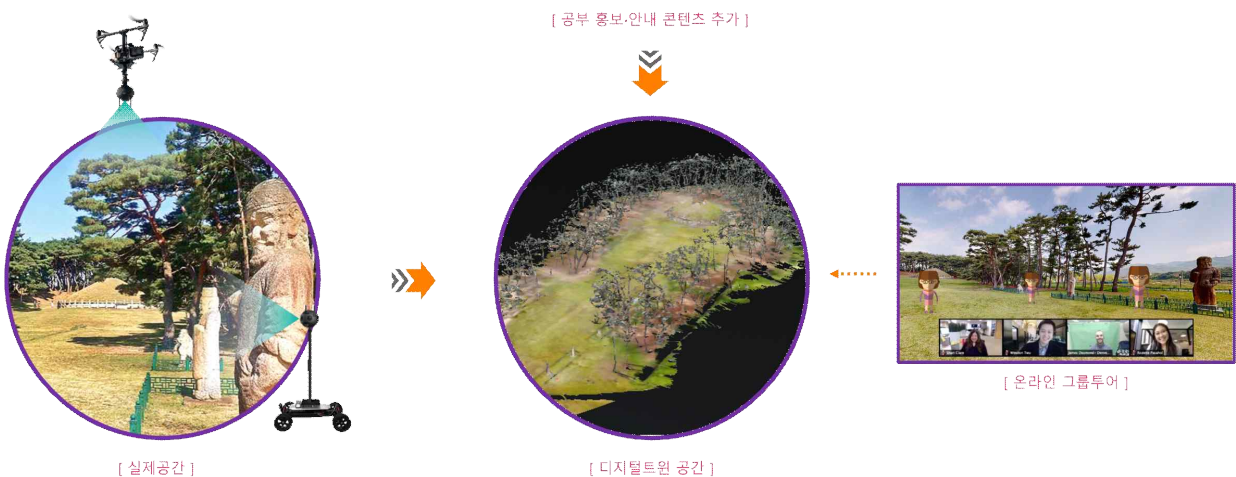 [ 공부 홍보·안내 콘텐츠 추가 ]
[ 온라인 그룹투어 ]
[ 실제공간 ] [ 디지털트윈 공간 ]